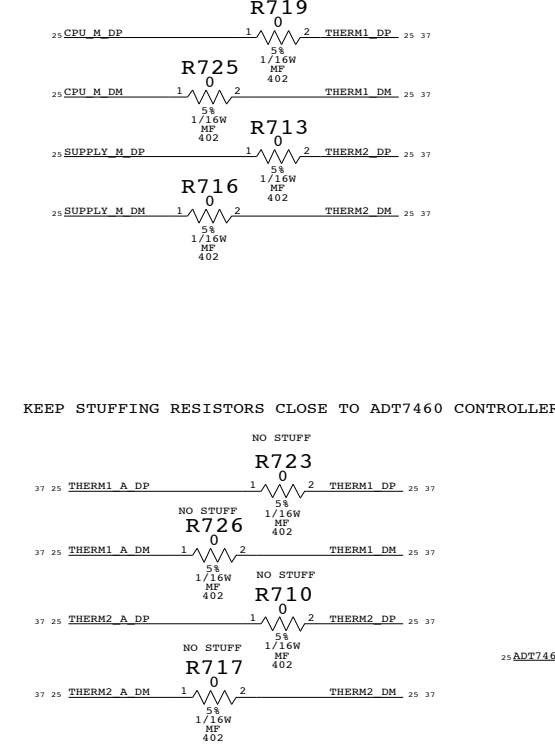 R719
0
25 CPU_M_DP 1 2 THERM1_DP 25 37
5%
1/16W
MF
402
R725
0
25 CPU_M_DM 1 2 THERM1_DM 25 37
5%
1/16W
MF
402
R713
0
25 SUPPLY_M_DP 1 2 THERM2_DP 25 37
5%
1/16W
MF
402
R716
0
25 SUPPLY_M_DM 1 2 THERM2_DM 25 37
5%
1/16W
MF
402
KEEP STUFFING RESISTORS CLOSE TO ADT7460 CONTROLLER
NO STUFF
R723
0
37 25 THERM1_A_DP 1 2 THERM1_DP 25 37
5%
1/16W
MF
402
NO STUFF
R726
0
37 25 THERM1_A_DM 1 2 THERM1_DM 25 37
5%
1/16W
MF
402
NO STUFF
R710
0
37 25 THERM2_A_DP 1 2 THERM2_DP 25 37
5%
1/16W
MF
402
NO STUFF
R717
0
37 25 THERM2_A_DM 1 2 THERM2_DM 25 37
5%
1/16W
MF
402
25 ADT746